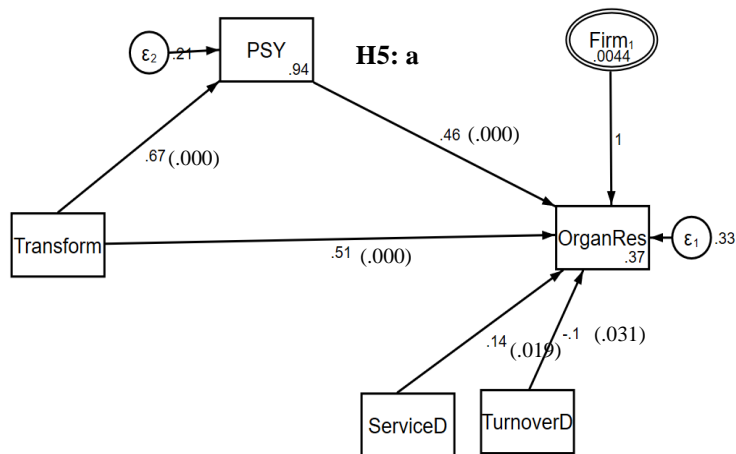 PSY
.94
ε₂
.21
H5: a
Firm₁
.0044
.67 (.000)
.46 (.000)
1
Transform
.51 (.000)
OrganRes
.37
ε₁
.33
.14 (.019)
-.1 (.031)
ServiceD
TurnoverD